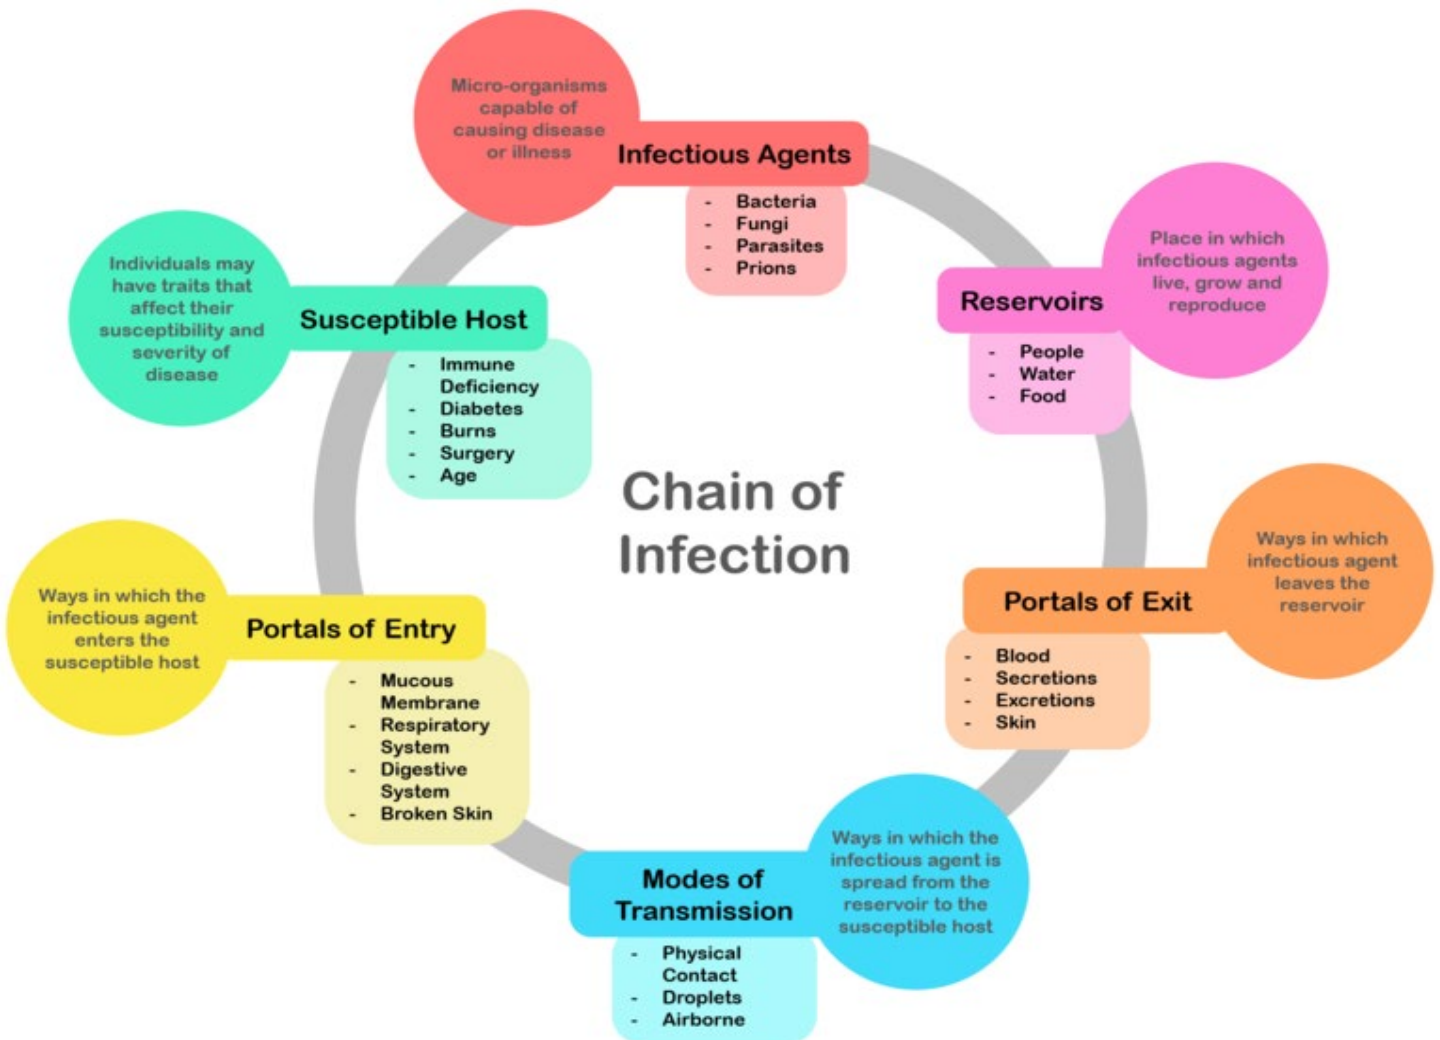 Micro-organisms
capable of
causing disease
or illness
Infectious Agents
- Bacteria
- Fungi
- Parasites
- Prions
Place in which
infectious agents
live, grow and
reproduce
Reservoirs
- People
- Water
- Food
Ways in which
infectious agent
leaves the
reservoir
Portals of Exit
- Blood
- Secretions
- Excretions
- Skin
Ways in which the
infectious agent is
spread from the
reservoir to the
susceptible host
Modes of
Transmission
- Physical
Contact
- Droplets
- Airborne
Ways in which the
infectious agent
enters the
susceptible host
Portals of Entry
- Mucous
Membrane
- Respiratory
System
- Digestive
System
- Broken Skin
Individuals may
have traits that
affect their
susceptibility and
severity of
disease
Susceptible Host
- Immune
Deficiency
- Diabetes
- Burns
- Surgery
- Age
Chain of
Infection